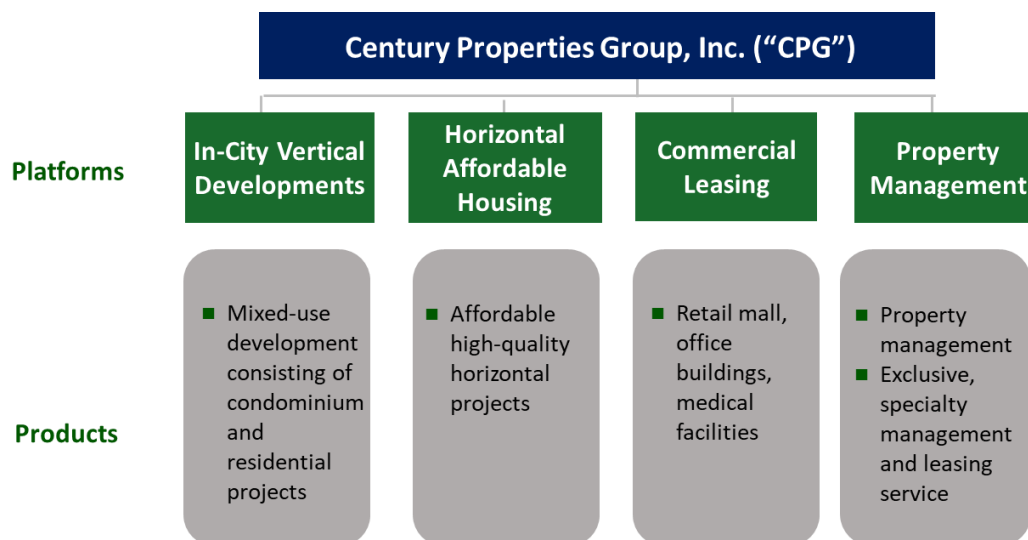 Century Properties Group, Inc. (“CPG”)
Platforms
In-City Vertical
Developments
Horizontal
Affordable
Housing
Commercial
Leasing
Property
Management
Products
■ Mixed-use
development
consisting of
condominium
and
residential
projects
■ Affordable
high-quality
horizontal
projects
■ Retail mall,
office
buildings,
medical
facilities
■ Property
management
■ Exclusive,
specialty
management
and leasing
service